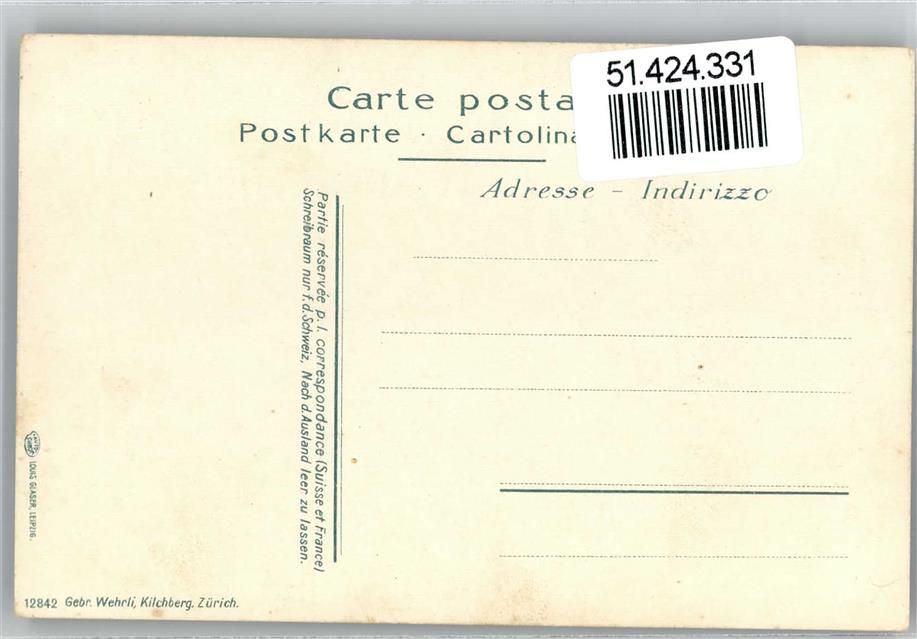 51.424.331
Carte posta
Postkarte · Cartolina
Adresse - Indirizzo
Partie réservée p. l. correspondance (Suisse et France)
Schreibraum nur f. d. Schweiz, Nach d. Ausland leer zu lassen.
LOUIS GLASER, LEIPZIG.
12842 Gebr. Wehrli, Kilchberg. Zürich.